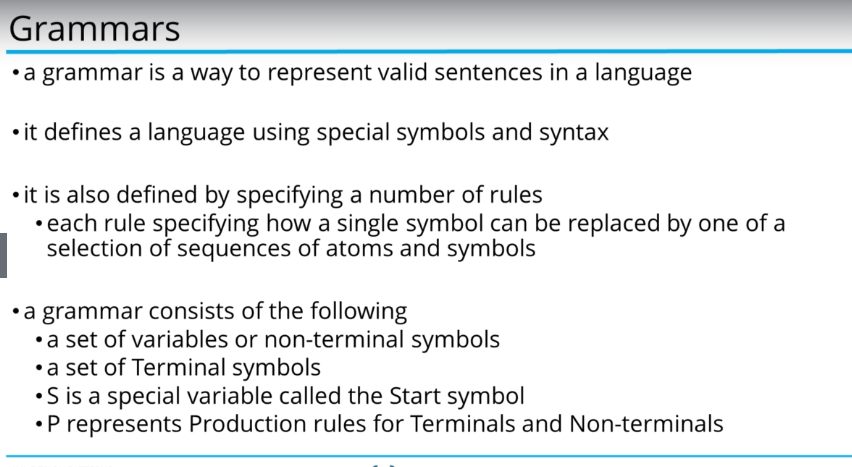 Grammars
•a grammar is a way to represent valid sentences in a language
•it defines a language using special symbols and syntax
•it is also defined by specifying a number of rules
•each rule specifying how a single symbol can be replaced by one of a
selection of sequences of atoms and symbols
•a grammar consists of the following
•a set of variables or non-terminal symbols
•a set of Terminal symbols
•S is a special variable called the Start symbol
•P represents Production rules for Terminals and Non-terminals